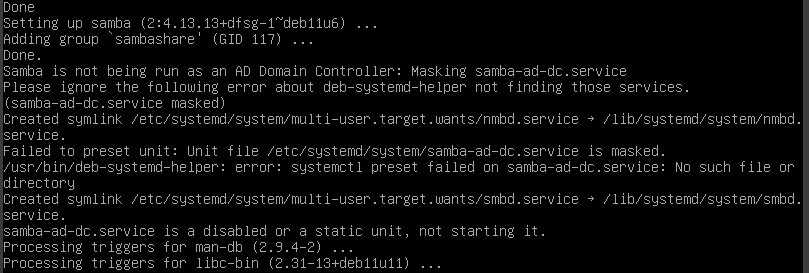 Done
Setting up samba (2:4.13.13+dfsg-1~deb11u6) ...
Adding group `sambashare' (GID 117) ...
Done.
Samba is not being run as an AD Domain Controller: Masking samba-ad-dc.service
Please ignore the following error about deb-systemd-helper not finding those services.
(samba-ad-dc.service masked)
Created symlink /etc/systemd/system/multi-user.target.wants/nmbd.service → /lib/systemd/system/nmbd.
service.
Failed to preset unit: Unit file /etc/systemd/system/samba-ad-dc.service is masked.
/usr/bin/deb-systemd-helper: error: systemctl preset failed on samba-ad-dc.service: No such file or
directory
Created symlink /etc/systemd/system/multi-user.target.wants/smbd.service → /lib/systemd/system/smbd.
service.
samba-ad-dc.service is a disabled or a static unit, not starting it.
Processing triggers for man-db (2.9.4-2) ...
Processing triggers for libc-bin (2.31-13+deb11u11) ...